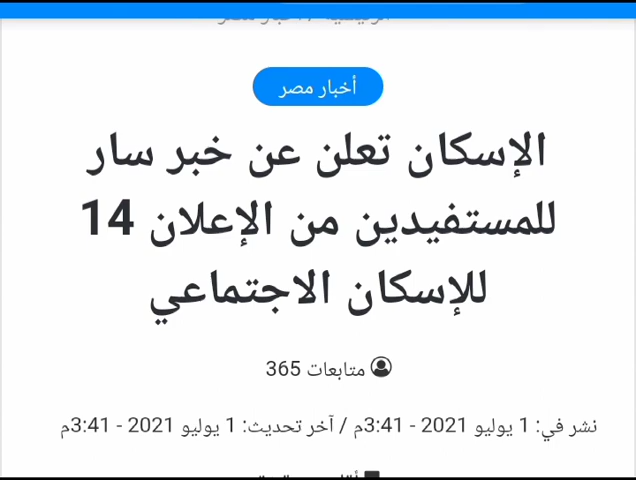 أخبار مصر
الإسكان تعلن عن خبر سار
للمستفيدين من الإعلان 14
للإسكان الاجتماعي
متابعات 365
نشر في: 1 يوليو 2021 - 3:41م / آخر تحديث: 1 يوليو 2021 - 3:41م